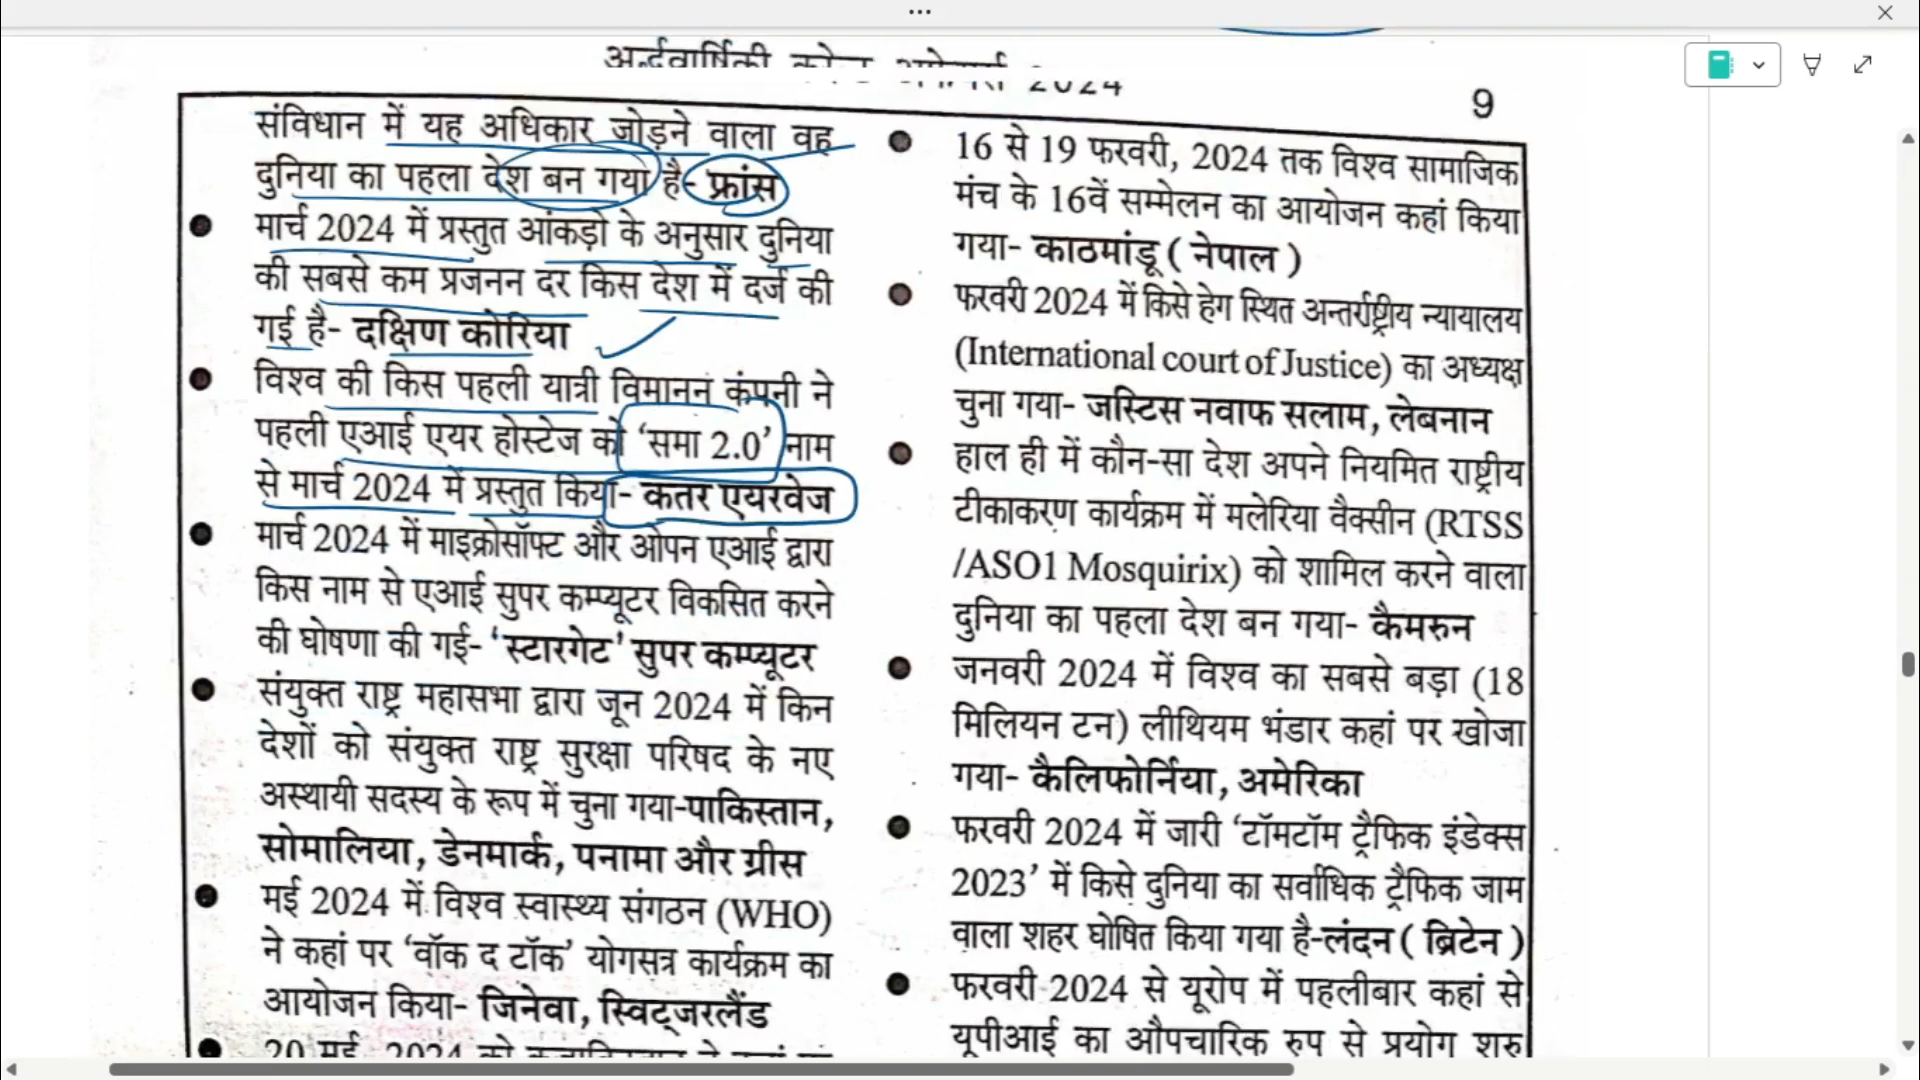 अर्द्धवार्षिकी
2024
9
संविधान में यह अधिकार जोड़ने वाला वह
दुनिया का पहला देश बन गया है- फ्रांस
● मार्च 2024 में प्रस्तुत आंकड़ो के अनुसार दुनिया
की सबसे कम प्रजनन दर किस देश में दर्ज की
गई है- दक्षिण कोरिया
● विश्व की किस पहली यात्री विमानन कंपनी ने
पहली एआई एयर होस्टेज को ‘समा 2.0’ नाम
से मार्च 2024 में प्रस्तुत किया- कतर एयरवेज
● मार्च 2024 में माइक्रोसॉफ्ट और ओपन एआई द्वारा
किस नाम से एआई सुपर कम्प्यूटर विकसित करने
की घोषणा की गई- ‘स्टारगेट’ सुपर कम्प्यूटर
● संयुक्त राष्ट्र महासभा द्वारा जून 2024 में किन
देशों को संयुक्त राष्ट्र सुरक्षा परिषद के नए
अस्थायी सदस्य के रूप में चुना गया-पाकिस्तान,
सोमालिया, डेनमार्क, पनामा और ग्रीस
● मई 2024 में विश्व स्वास्थ्य संगठन (WHO)
ने कहां पर ‘वॉक द टॉक’ योगसत्र कार्यक्रम का
आयोजन किया- जिनेवा, स्विट्जरलैंड
● 20 मई, 2024 को
● 16 से 19 फरवरी, 2024 तक विश्व सामाजिक
मंच के 16वें सम्मेलन का आयोजन कहां किया
गया- काठमांडू ( नेपाल )
● फरवरी 2024 में किसे हेग स्थित अन्तर्राष्ट्रीय न्यायालय
(International court of Justice) का अध्यक्ष
चुना गया- जस्टिस नवाफ सलाम, लेबनान
● हाल ही में कौन-सा देश अपने नियमित राष्ट्रीय
टीकाकरण कार्यक्रम में मलेरिया वैक्सीन (RTSS
/ASO1 Mosquirix) को शामिल करने वाला
दुनिया का पहला देश बन गया- कैमरुन
● जनवरी 2024 में विश्व का सबसे बड़ा (18
मिलियन टन) लीथियम भंडार कहां पर खोजा
गया- कैलिफोर्निया, अमेरिका
● फरवरी 2024 में जारी ‘टॉमटॉम ट्रैफिक इंडेक्स
2023’ में किसे दुनिया का सर्वाधिक ट्रैफिक जाम
वाला शहर घोषित किया गया है-लंदन ( ब्रिटेन )
● फरवरी 2024 से यूरोप में पहलीबार कहां से
यूपीआई का औपचारिक रुप से प्रयोग शुरु